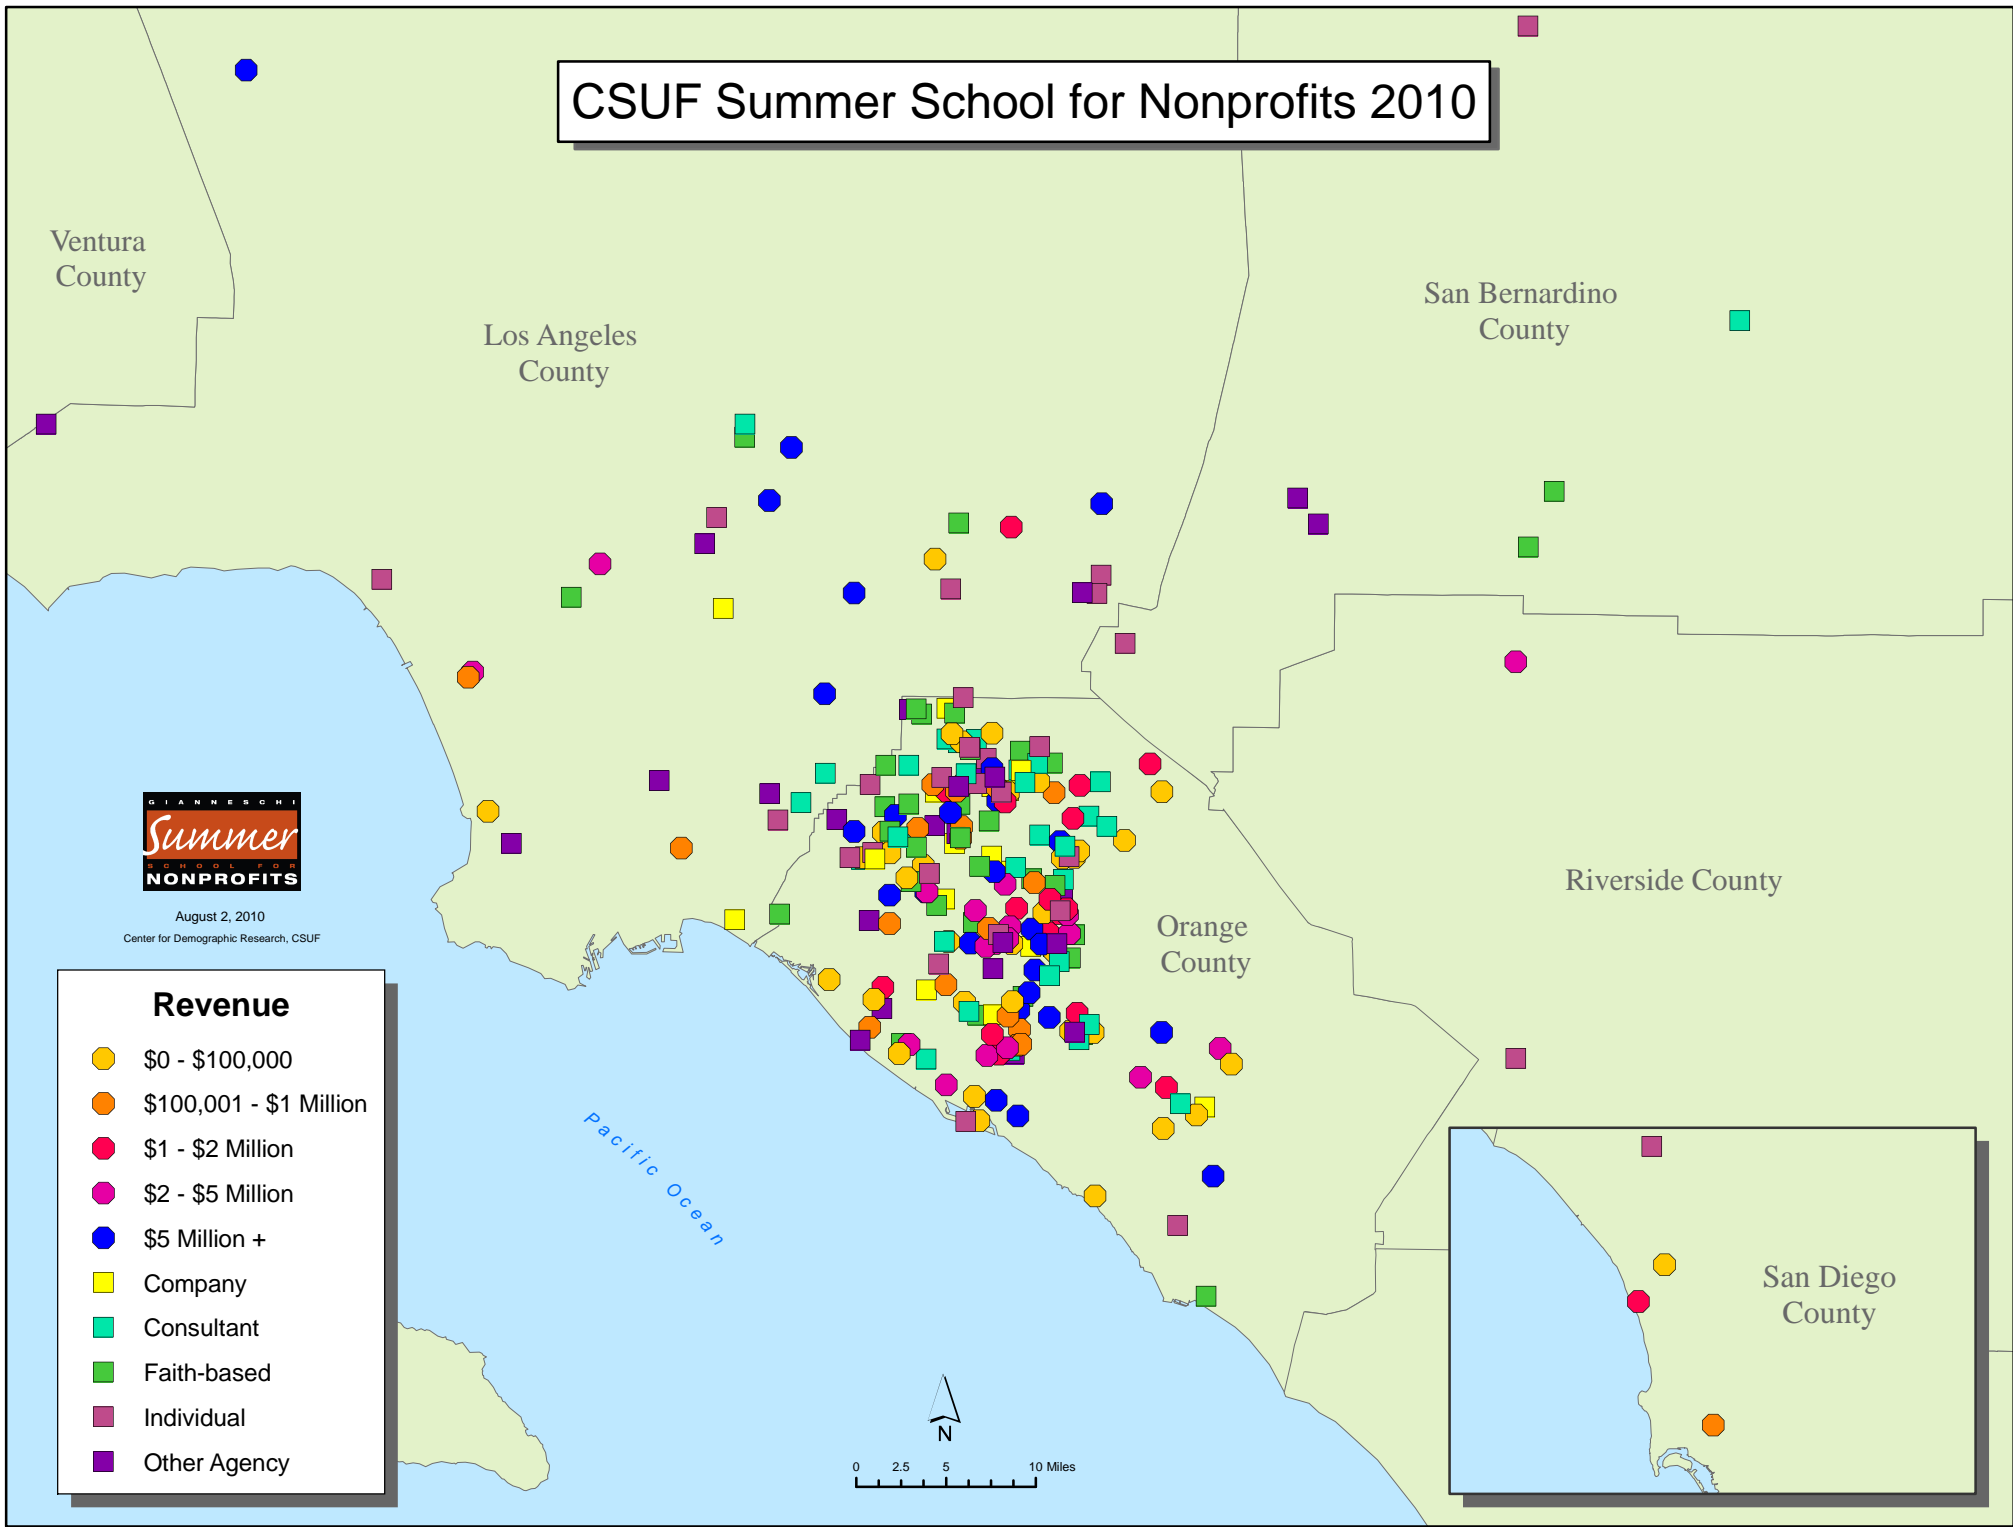 CSUF Summer School for Nonprofits 2010
Ventura
County
Los Angeles
County
San Bernardino
County
Riverside County
Orange
County
San Diego
County
Pacific Ocean
GIANNESCHI
Summer
SCHOOL FOR
NONPROFITS
August 2, 2010
Center for Demographic Research, CSUF
Revenue
$0 - $100,000
$100,001 - $1 Million
$1 - $2 Million
$2 - $5 Million
$5 Million +
Company
Consultant
Faith-based
Individual
Other Agency
N
0 2.5 5 10 Miles